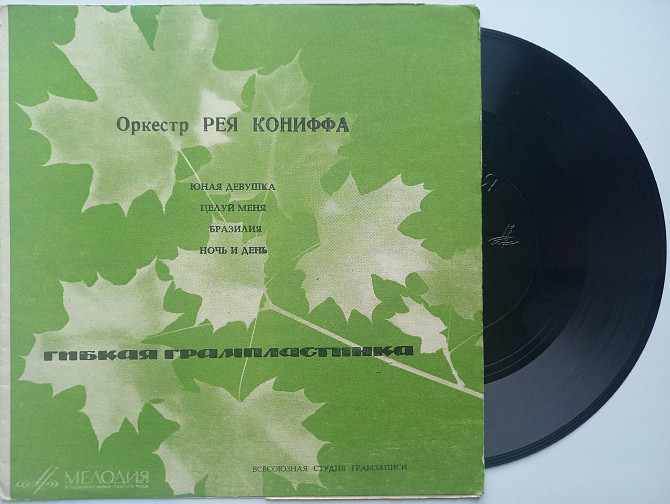 Оркестр РЕЯ КОНИФФА
ЮНАЯ ДЕВУШКА
ЦЕЛУЙ МЕНЯ
БРАЗИЛИЯ
НОЧЬ И ДЕНЬ
ГИБКАЯ ГРАМПЛАСТИНКА
МЕЛОДИЯ
ВСЕСОЮЗНАЯ СТУДИЯ ГРАМЗАПИСИ